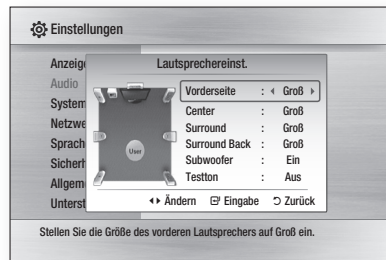 Einstellungen
Anzeige
Audio
System
Netzwe
Sprach
Sicherh
Allgem
Unterst
Lautsprechereinst.
Vorderseite : Groß
Center : Groß
Surround : Groß
Surround Back : Groß
Subwoofer : Ein
Testton : Aus
User
Ändern Eingabe Zurück
Stellen Sie die Größe des vorderen Lautsprechers auf Groß ein.